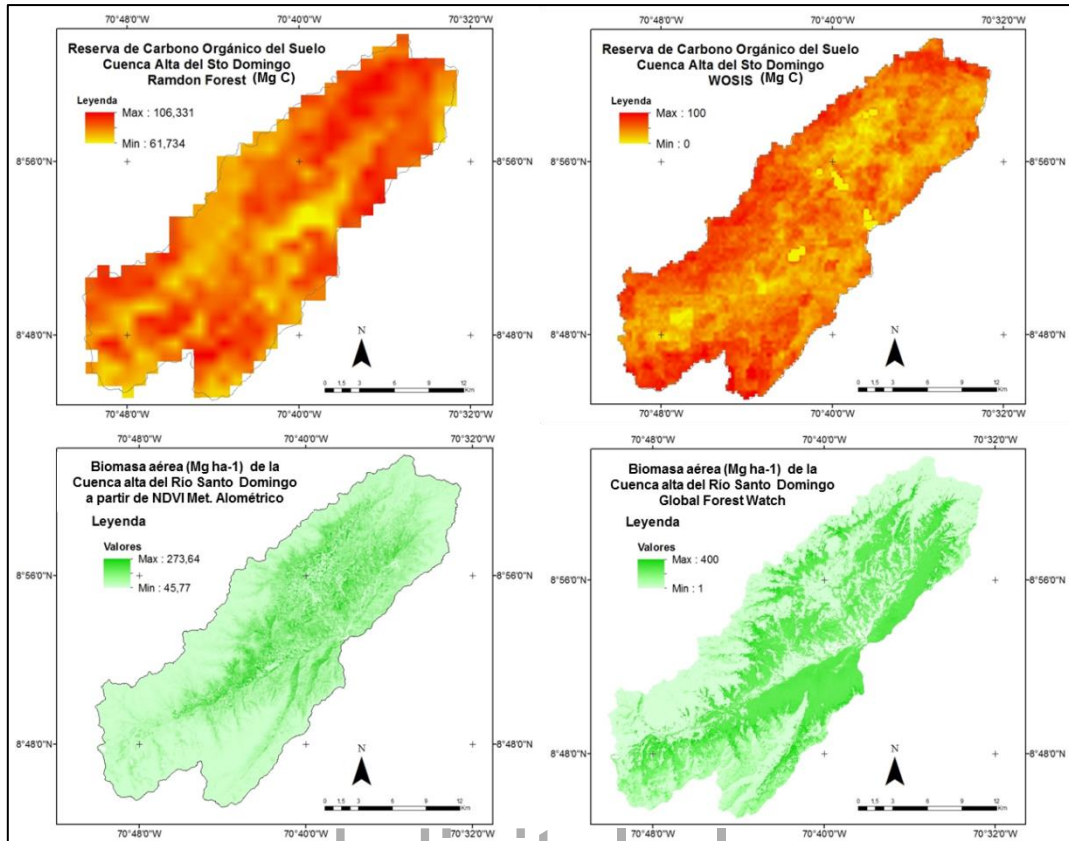 70°48'0"W 70°40'0"W 70°32'0"W
Reserva de Carbono Orgánico del Suelo
Cuenca Alta del Sto Domingo
Ramdon Forest (Mg C)
Leyenda
Max : 106,331
Min : 61,734
8°56'0"N
8°48'0"N
N
0 1,5 3 6 9 12
Km
70°48'0"W 70°40'0"W 70°32'0"W
70°48'0"W 70°40'0"W 70°32'0"W
Reserva de Carbono Orgánico del Suelo
Cuenca Alta del Sto Domingo
WOSIS (Mg C)
Leyenda
Max : 100
Min : 0
8°56'0"N
8°48'0"N
N
0 1,5 3 6 9 12
Km
70°48'0"W 70°40'0"W 70°32'0"W
70°48'0"W 70°40'0"W 70°32'0"W
Biomasa aérea (Mg ha-1) de la
Cuenca alta del Río Santo Domingo
a partir de NDVI Met. Alométrico
Leyenda
Valores
Max : 273,64
Min : 45,77
8°56'0"N
8°48'0"N
N
0 1,5 3 6 9 12
Km
70°48'0"W 70°40'0"W 70°32'0"W
70°48'0"W 70°40'0"W 70°32'0"W
Biomasa aérea (Mg ha-1) de la
Cuenca alta del Río Santo Domingo
Global Forest Watch
Leyenda
Valores
Max : 400
Min : 1
8°56'0"N
8°48'0"N
N
0 1,5 3 6 9 12
Km
70°48'0"W 70°40'0"W 70°32'0"W